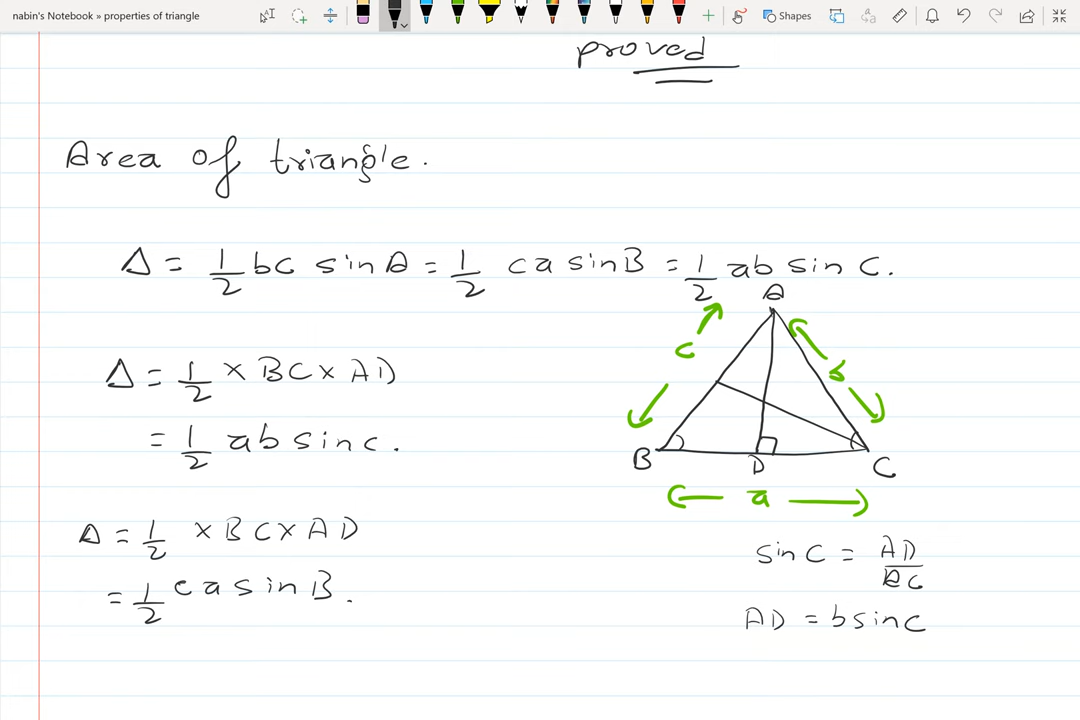 nabin's Notebook » properties of triangle
Shapes
proved
Area of triangle.
Δ = 1/2 bc sin A = 1/2 ca sin B = 1/2 ab sin C.
A
c
b
Δ = 1/2 × BC × AD
= 1/2 ab sin c.
B
D
C
a
Δ = 1/2 × BC × AD
= 1/2 ca sin B.
sin C = AD/AC
AD = b sin C